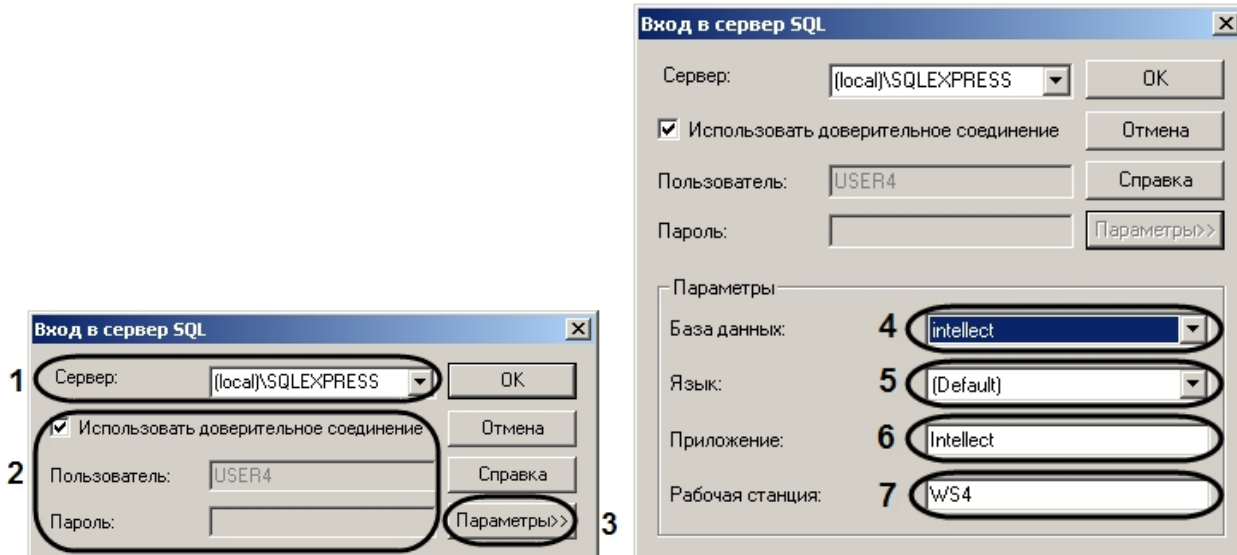 Вход в сервер SQL
1 Сервер: (local)\SQLEXPRESS OK
2 Использовать доверительное соединение Отмена
Пользователь: USER4 Справка
Пароль: Параметры>> 3
Вход в сервер SQL
Сервер: (local)\SQLEXPRESS OK
Использовать доверительное соединение Отмена
Пользователь: USER4 Справка
Пароль: Параметры>>
Параметры
База данных: 4 intellect
Язык: 5 (Default)
Приложение: 6 Intellect
Рабочая станция: 7 WS4